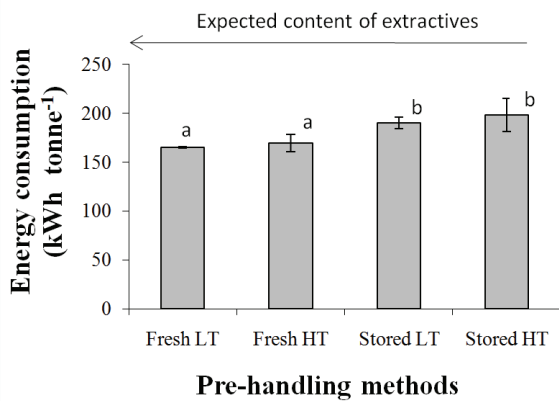 Expected content of extractives
Energy consumption
(kWh tonne⁻¹)
250
200
150
100
50
0
a
a
b
b
Fresh LT
Fresh HT
Stored LT
Stored HT
Pre-handling methods